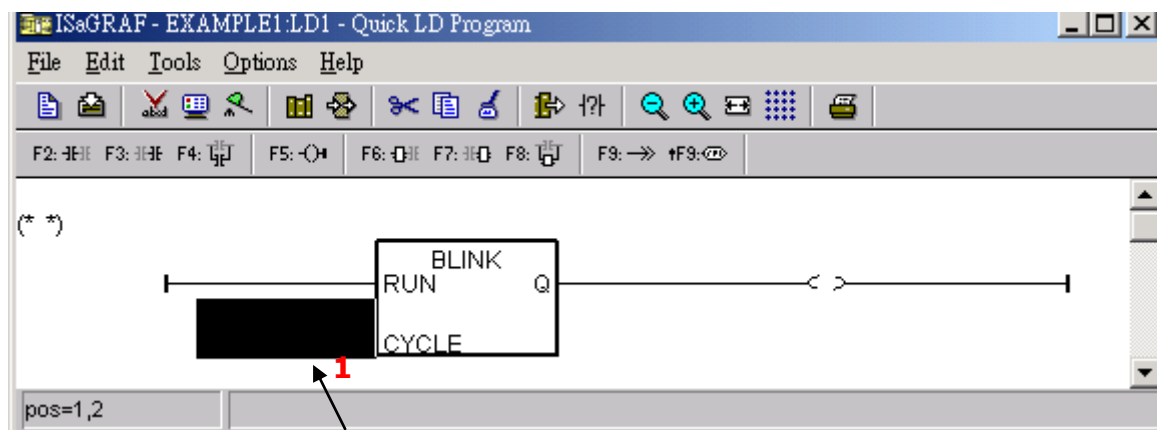 ISaGRAF - EXAMPLE1:LD1 - Quick LD Program
File Edit Tools Options Help
F2: F3: F4: F5: F6: F7: F8: F9: F9:
(* *)
BLINK
RUN Q
CYCLE
1
pos=1,2